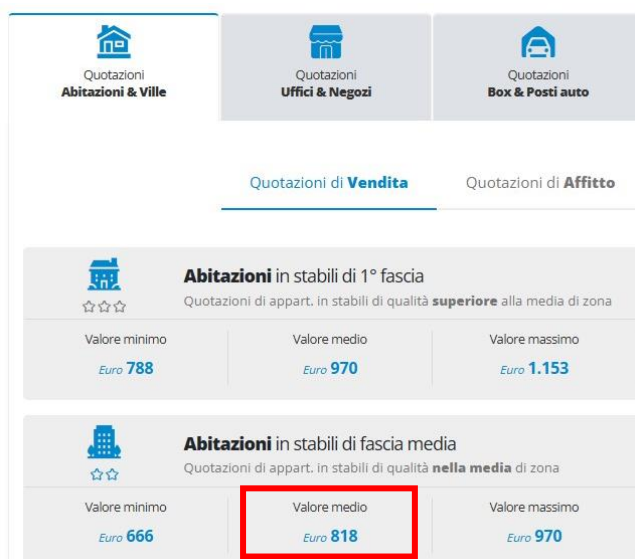 Quotazioni
Abitazioni & Ville
Quotazioni
Uffici & Negozi
Quotazioni
Box & Posti auto
Quotazioni di Vendita
Quotazioni di Affitto
Abitazioni in stabili di 1° fascia
Quotazioni di appart. in stabili di qualità superiore alla media di zona
Valore minimo
Euro 788
Valore medio
Euro 970
Valore massimo
Euro 1.153
Abitazioni in stabili di fascia media
Quotazioni di appart. in stabili di qualità nella media di zona
Valore minimo
Euro 666
Valore medio
Euro 818
Valore massimo
Euro 970